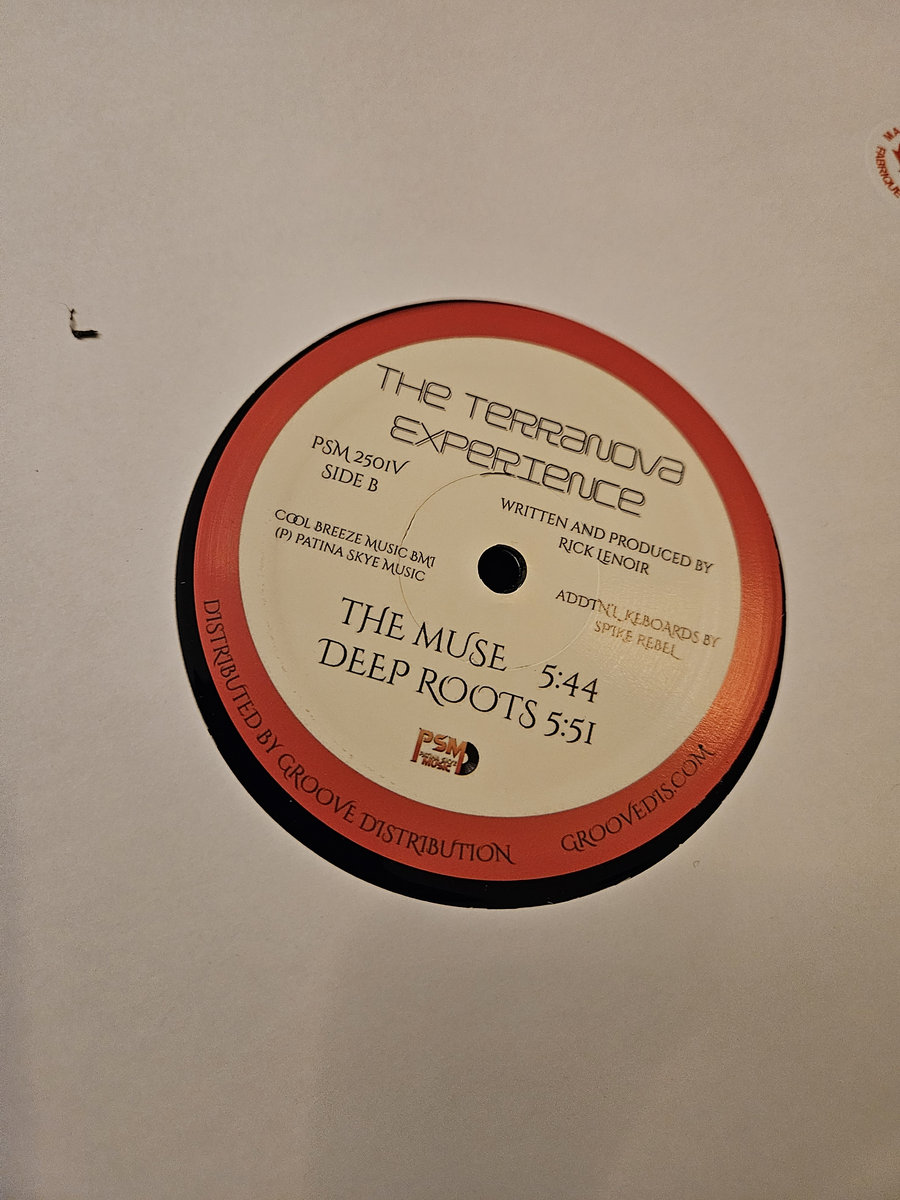 THE TERRANOVA
EXPERIENCE
PSM 2501V
SIDE B
WRITTEN AND PRODUCED BY
RICK LENOIR
COOL BREEZE MUSIC BMI
(P) PATINA SKYE MUSIC
ADDTN'L KEBOARDS BY
SPIKE REBEL
THE MUSE 5:44
DEEP ROOTS 5:51
PSM
MUSIC
DISTRIBUTED BY GROOVE DISTRIBUTION
GROOVEDIS.COM
FABRIQUÉ